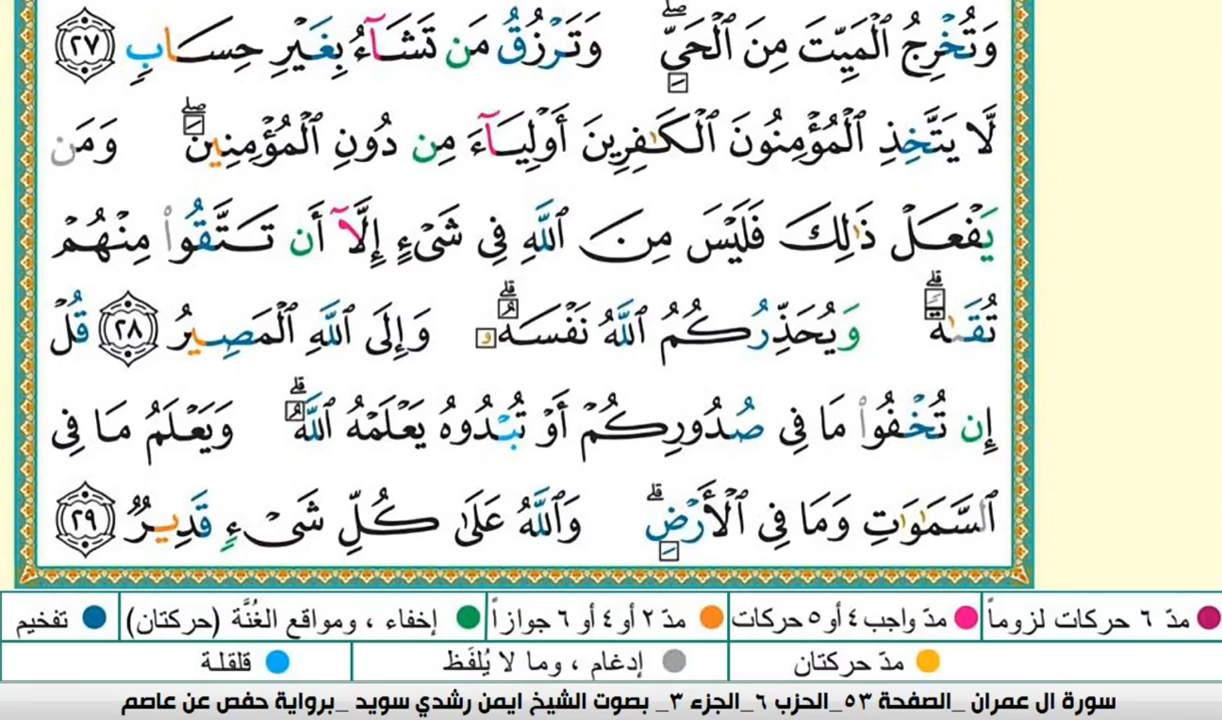 وَتُخْرِجُ ٱلْمَيِّتَ مِنَ ٱلْحَىِّ ۖ وَتَرْزُقُ مَن تَشَآءُ بِغَيْرِ حِسَابٍ ٢٧
لَّا يَتَّخِذِ ٱلْمُؤْمِنُونَ ٱلْكَٰفِرِينَ أَوْلِيَآءَ مِن دُونِ ٱلْمُؤْمِنِينَ ۖ وَمَن
يَفْعَلْ ذَٰلِكَ فَلَيْسَ مِنَ ٱللَّهِ فِى شَىْءٍ إِلَّآ أَن تَتَّقُوا۟ مِنْهُمْ
تُقَىٰةً ۗ وَيُحَذِّرُكُمُ ٱللَّهُ نَفْسَهُۥ ۗ وَإِلَى ٱللَّهِ ٱلْمَصِيرُ ٢٨ قُلْ
إِن تُخْفُوا۟ مَا فِى صُدُورِكُمْ أَوْ تُبْدُوهُ يَعْلَمْهُ ٱللَّهُ ۗ وَيَعْلَمُ مَا فِى
ٱلسَّمَٰوَٰتِ وَمَا فِى ٱلْأَرْضِ ۗ وَٱللَّهُ عَلَىٰ كُلِّ شَىْءٍ قَدِيرٌ ٢٩
مدّ ٦ حركات لزوماً مدّ واجب ٤ أو ٥ حركات مدّ ٢ أو ٤ أو ٦ جوازاً إخفاء ، ومواقع الغُنَّة (حركتان) تفخيم
مدّ حركتان إدغام ، وما لا يُلفَظ قلقلة
سورة ال عمران _الصفحة ٥٣_الحزب ٦_الجزء ٣_ بصوت الشيخ ايمن رشدي سويد _برواية حفص عن عاصم